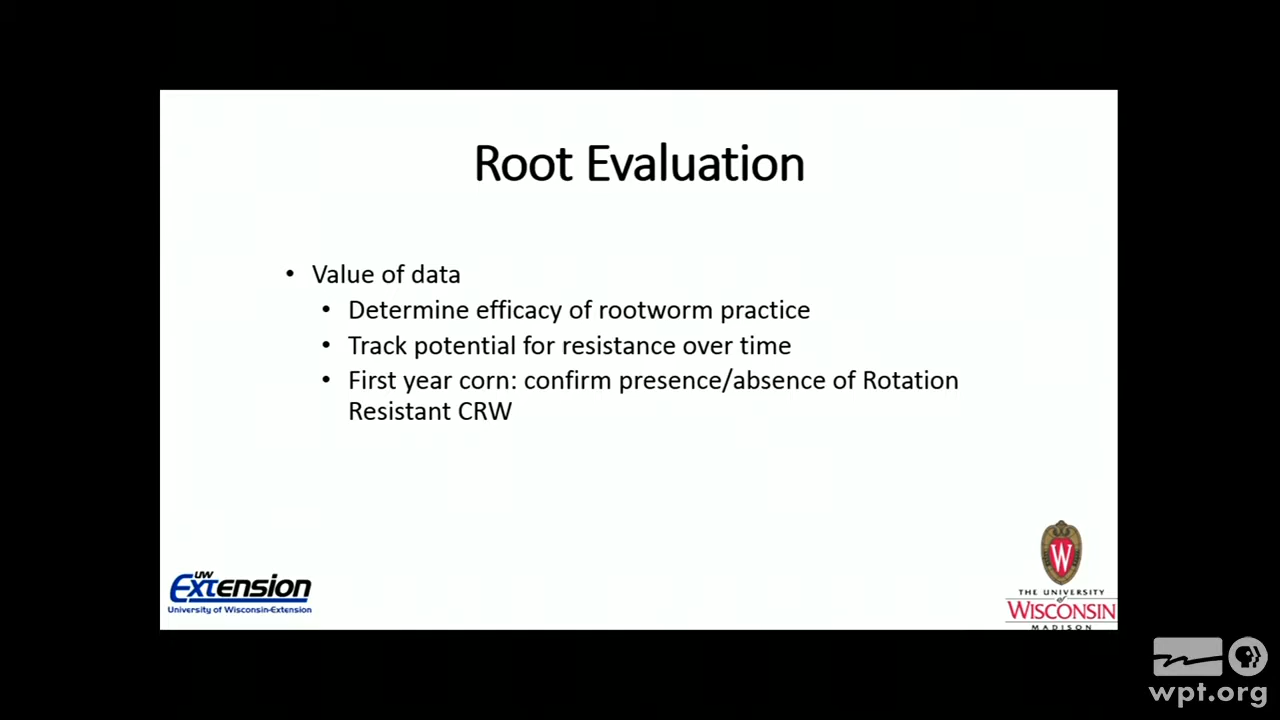 Root Evaluation
• Value of data
• Determine efficacy of rootworm practice
• Track potential for resistance over time
• First year corn: confirm presence/absence of Rotation
Resistant CRW
UW
Extension
University of Wisconsin-Extension
W
THE UNIVERSITY
of
WISCONSIN
MADISON
wpt.org